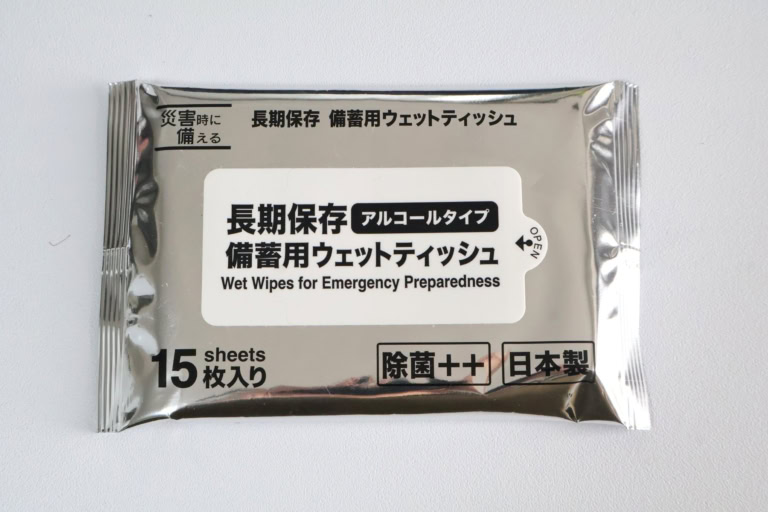 災害時に
備える
長期保存 備蓄用ウェットティッシュ
長期保存 アルコールタイプ
備蓄用ウェットティッシュ
Wet Wipes for Emergency Preparedness
OPEN
15 sheets
枚入り
除菌++ 日本製